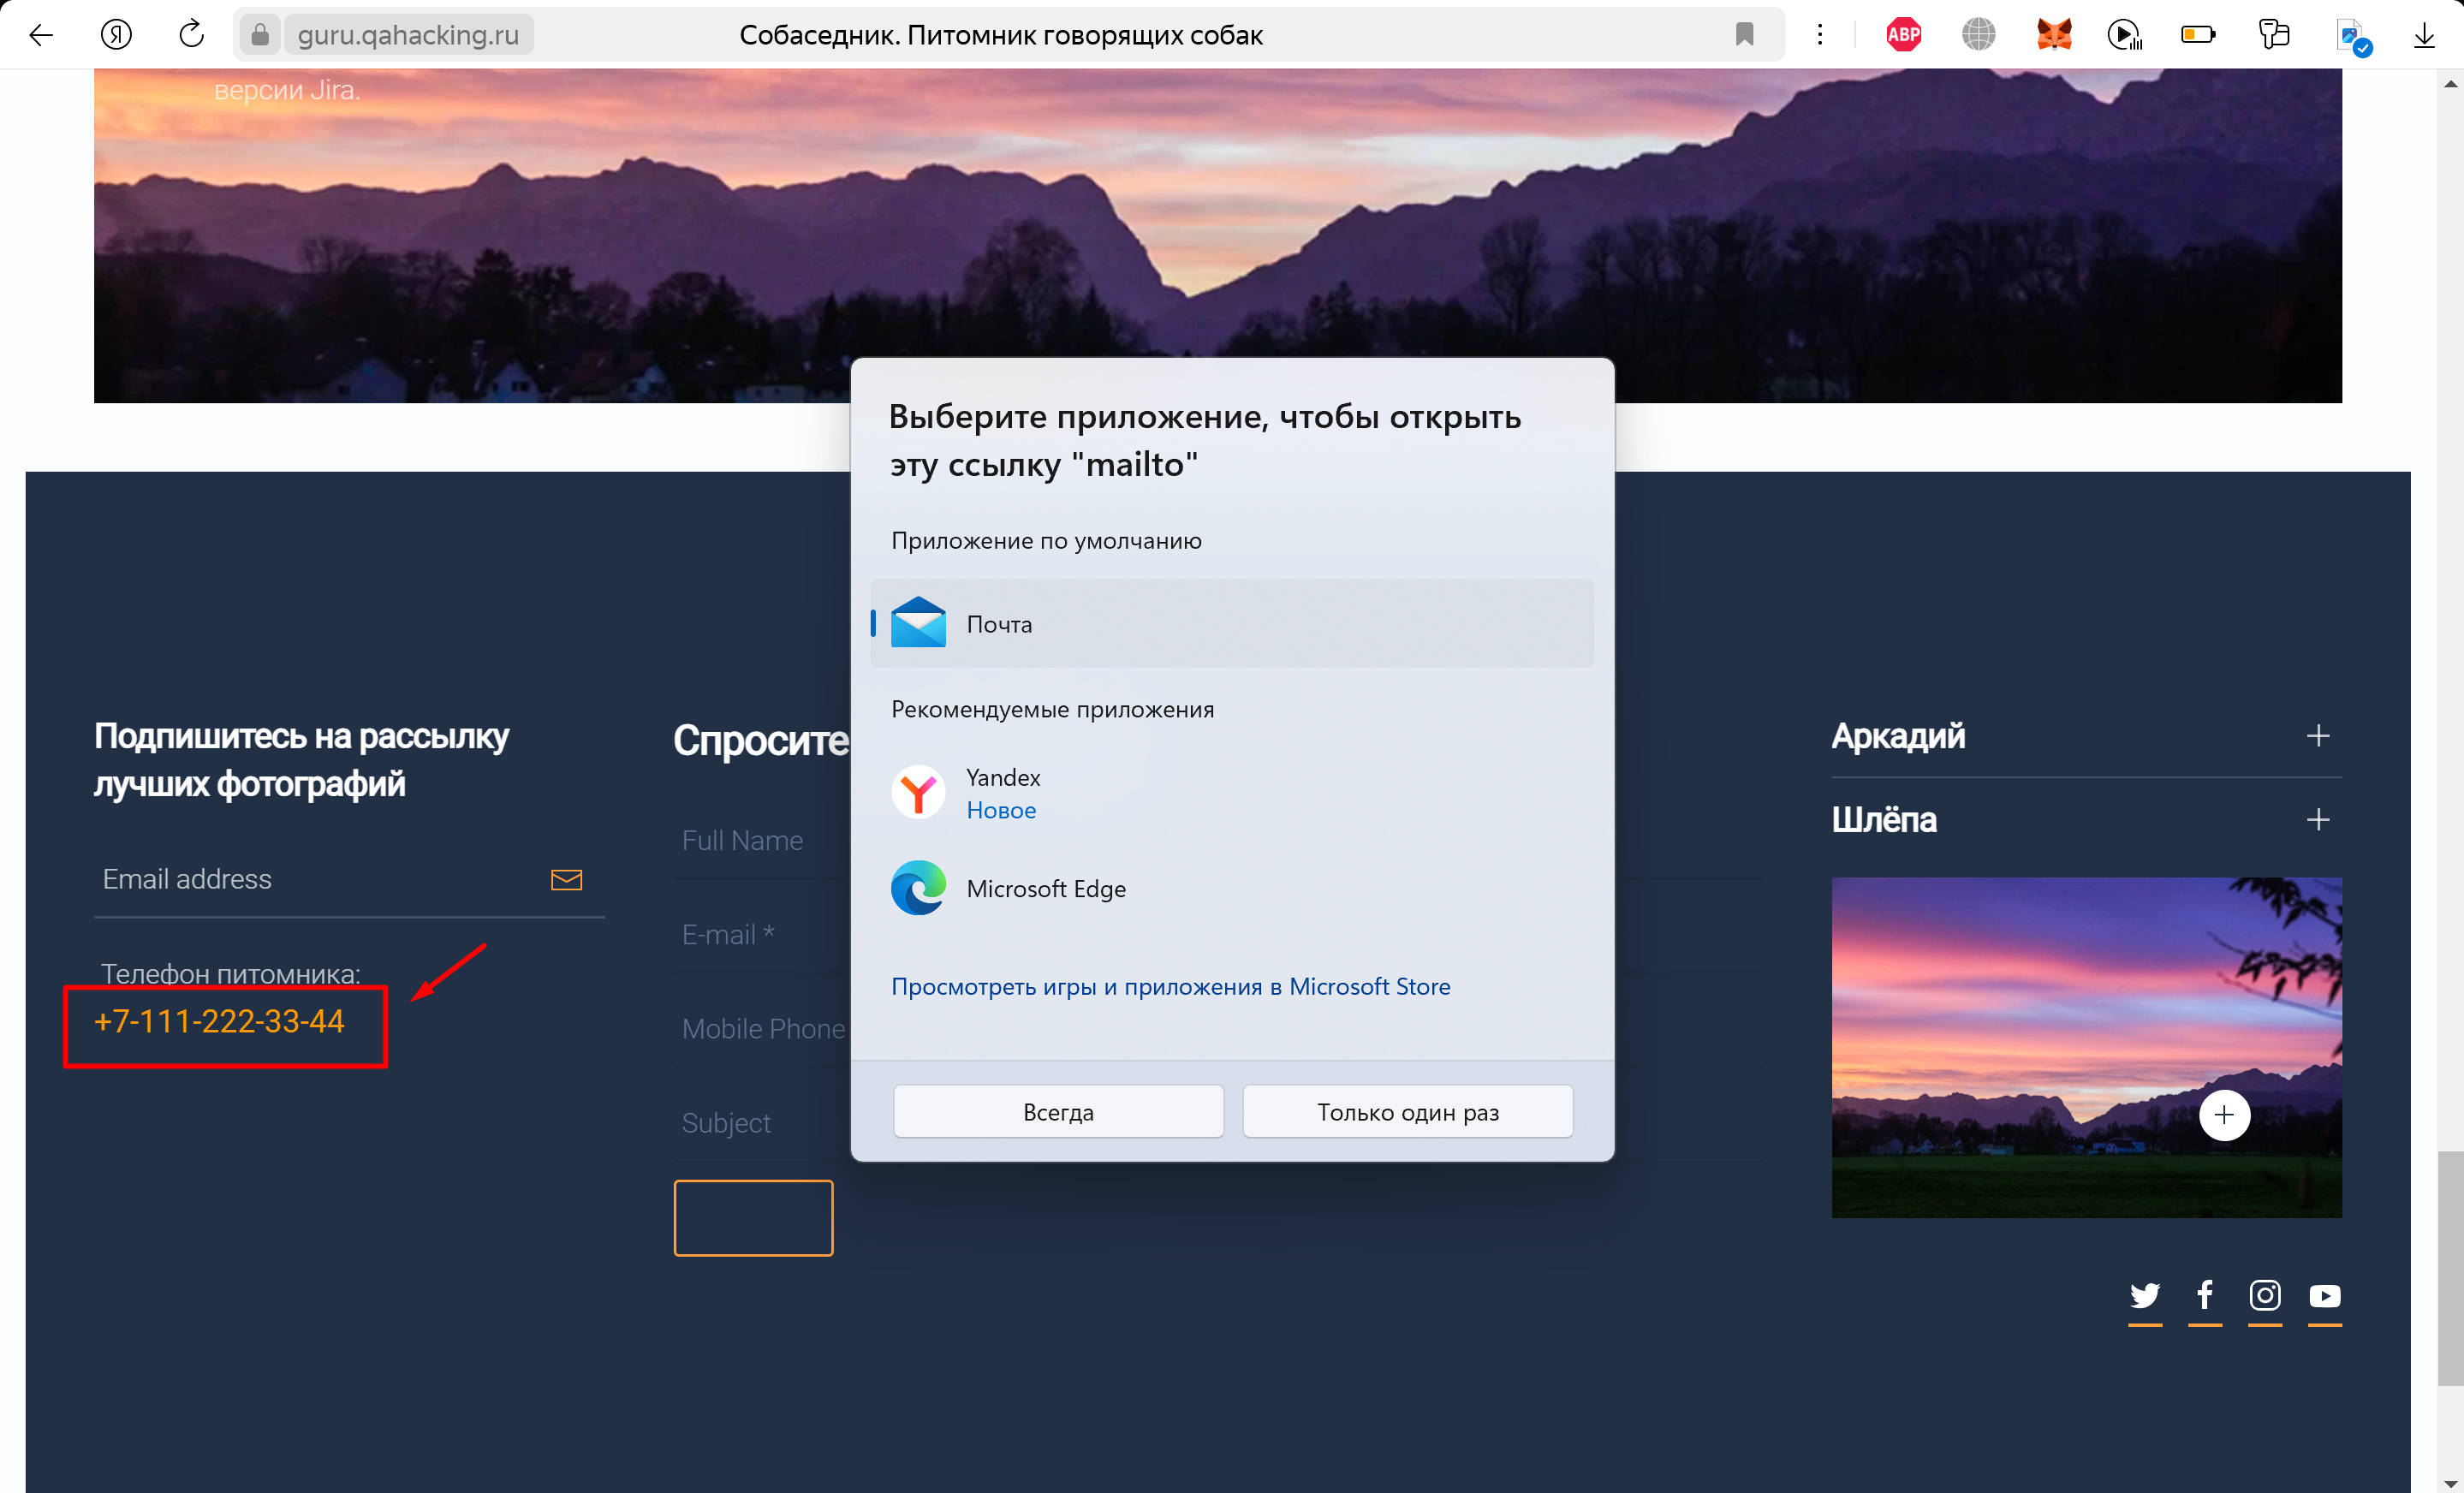 Я
guru.qahacking.ru
Собаседник. Питомник говорящих собак
ABP
версии Jira.
Выберите приложение, чтобы открыть
эту ссылку "mailto"
Приложение по умолчанию
Почта
Рекомендуемые приложения
Yandex
Новое
Microsoft Edge
Просмотреть игры и приложения в Microsoft Store
Всегда
Только один раз
Подпишитесь на рассылку
лучших фотографий
Email address
Телефон питомника:
+7-111-222-33-44
Спросите
Full Name
E-mail *
Mobile Phone
Subject
Аркадий
Шлёпа